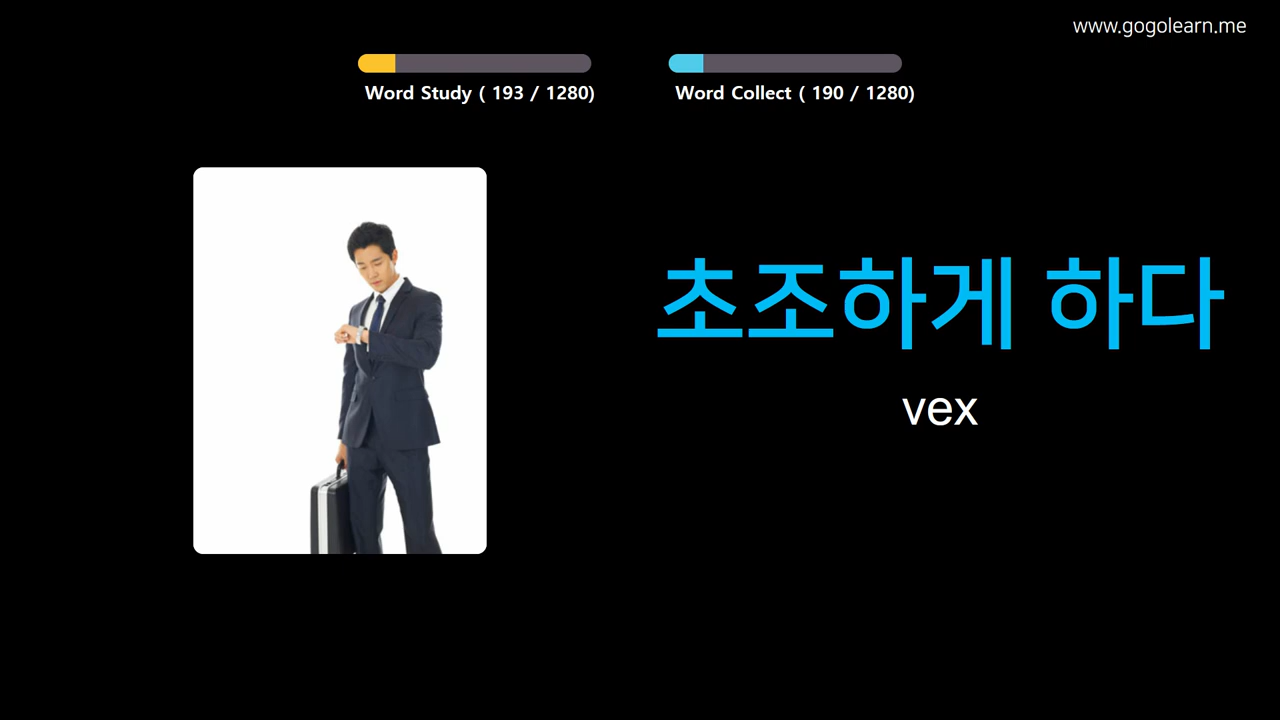 www.gogolearn.me
Word Study ( 193 / 1280)
Word Collect ( 190 / 1280)
초조하게 하다
vex